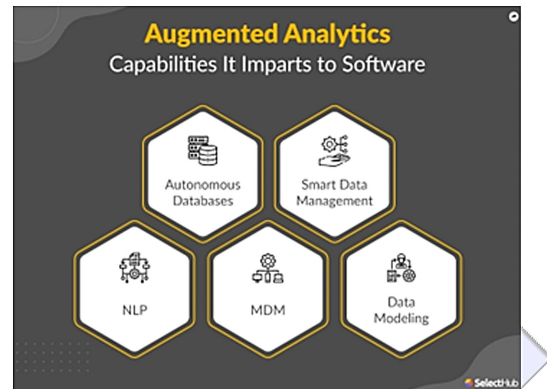 Augmented Analytics
Capabilities It Imparts to Software
Autonomous
Databases
Smart Data
Management
NLP
MDM
Data
Modeling
SelectHub